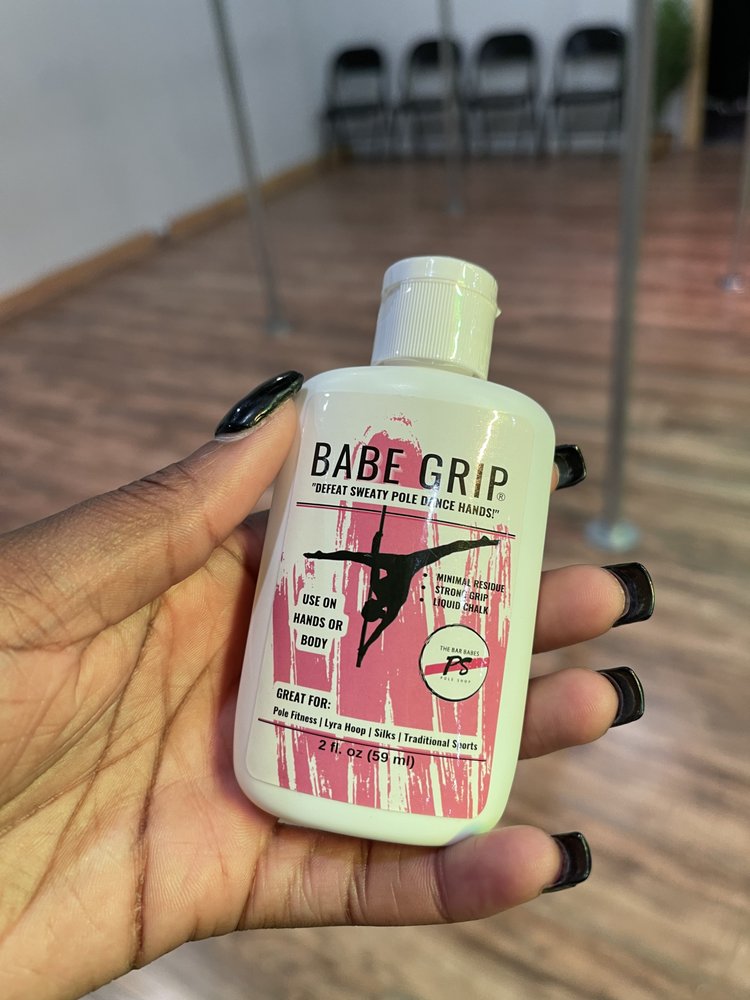 BABE GRIP®
"DEFEAT SWEATY POLE DANCE HANDS!"
• MINIMAL RESIDUE
• STRONG GRIP
• LIQUID CHALK
USE ON
HANDS OR
BODY
THE BAR BABES
PS
POLE SHOP
GREAT FOR:
Pole Fitness | Lyra Hoop | Silks | Traditional Sports
2 fl. oz (59 ml)